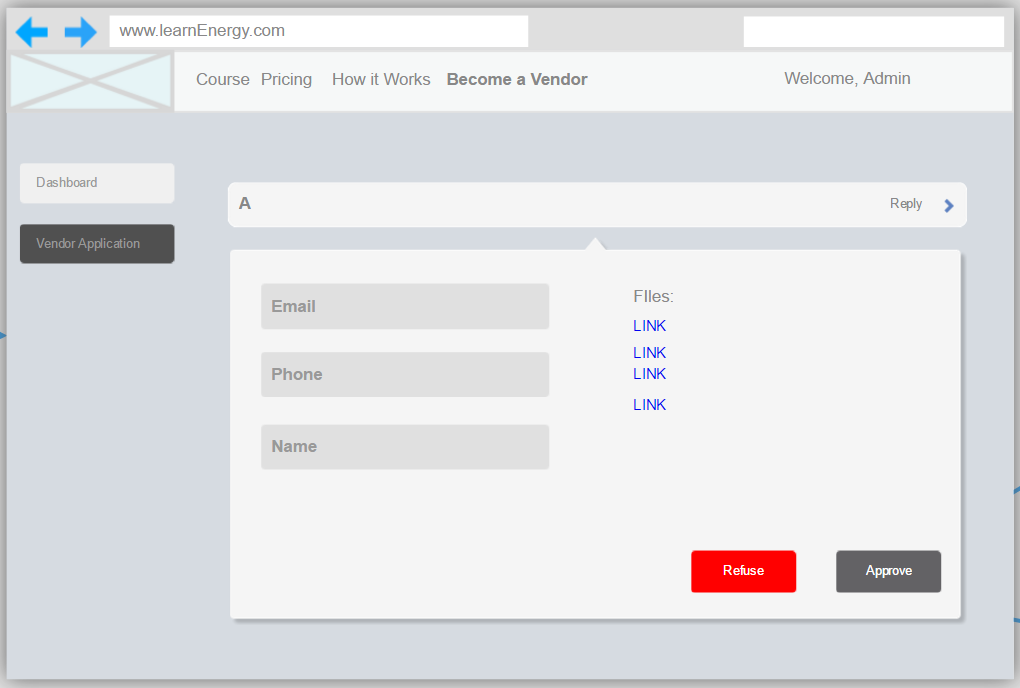 www.learnEnergy.com
Course Pricing How it Works Become a Vendor Welcome, Admin
Dashboard
Vendor Application
A Reply
Email
Phone
Name
FIles:
LINK
LINK
LINK
LINK
Refuse Approve